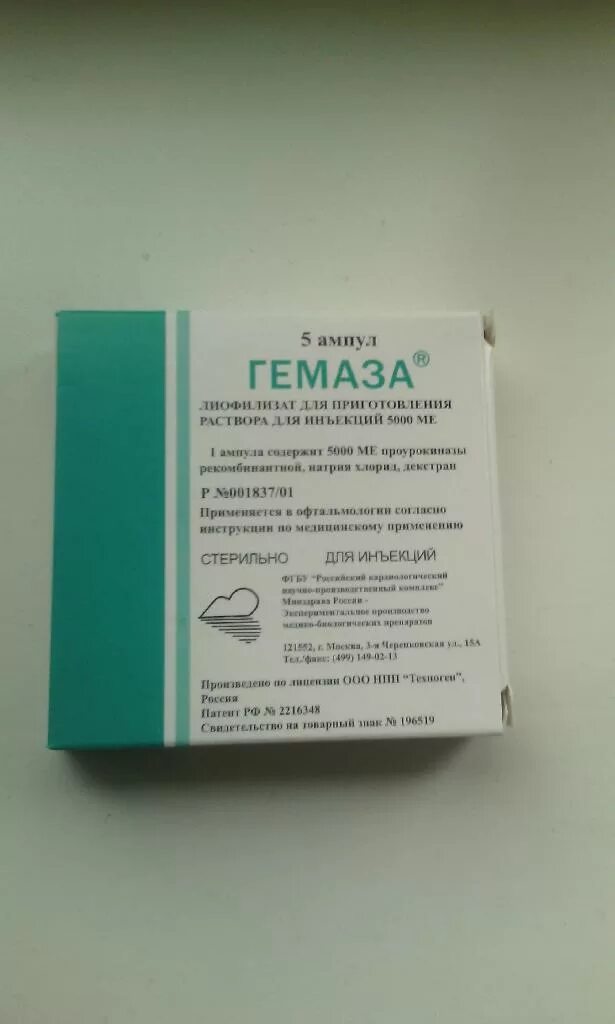 5 ампул
ГЕМАЗА®
ЛИОФИЛИЗАТ ДЛЯ ПРИГОТОВЛЕНИЯ
РАСТВОРА ДЛЯ ИНЪЕКЦИЙ 5000 МЕ
1 ампула содержит 5000 МЕ проурокиназы
рекомбинантной, натрия хлорид, декстран
Р №001837/01
Применяется в офтальмологии согласно
инструкции по медицинскому применению
СТЕРИЛЬНО ДЛЯ ИНЪЕКЦИЙ
ФГБУ "Российский кардиологический
научно-производственный комплекс"
Минздрава России -
Экспериментальное производство
медико-биологических препаратов
121552, г. Москва, 3-я Черепковская ул., 15А
Тел./факс: (499) 149-02-13
Произведено по лицензии ООО НПП "Техноген",
Россия
Патент РФ № 2216348
Свидетельство на товарный знак № 196519